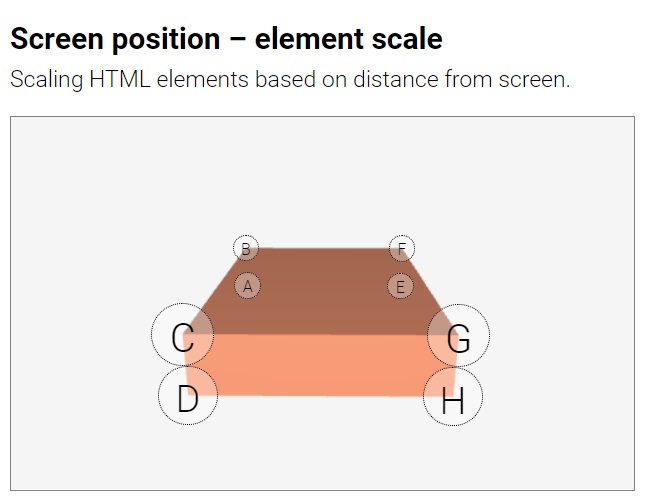 Screen position – element scale
Scaling HTML elements based on distance from screen.
B F
A E
C G
D H